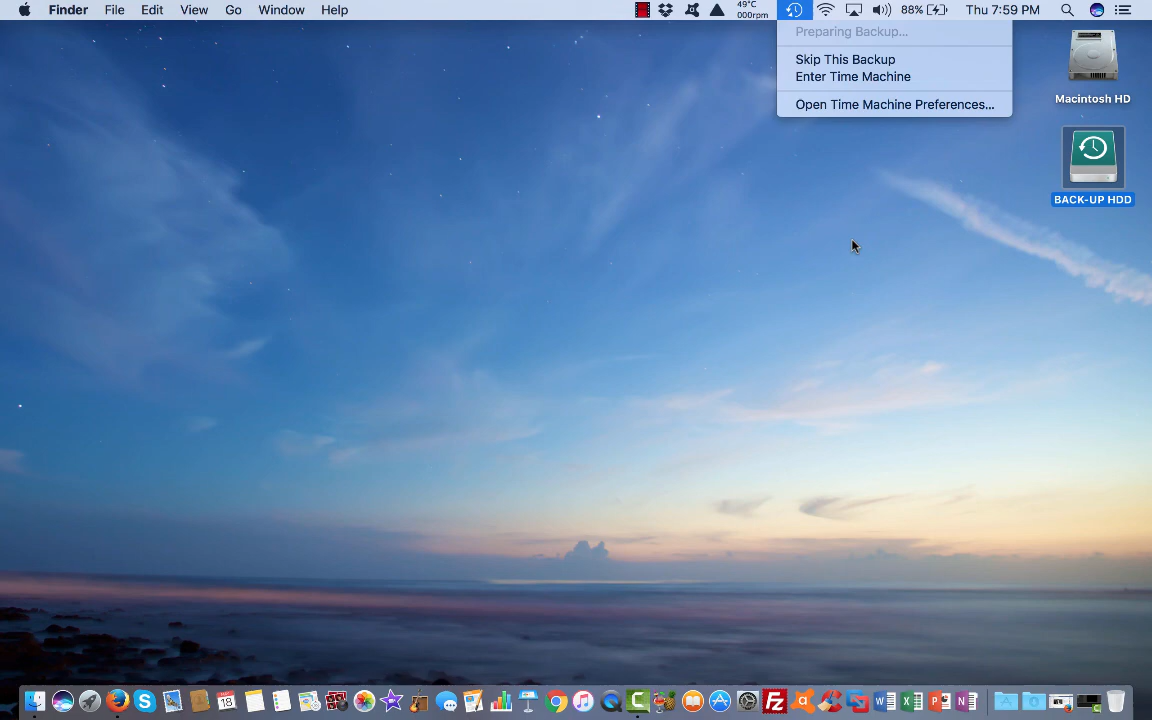 Finder File Edit View Go Window Help 49°C 000rpm 88% Thu 7:59 PM
Preparing Backup...
Skip This Backup
Enter Time Machine
Open Time Machine Preferences...
Macintosh HD
BACK-UP HDD
18